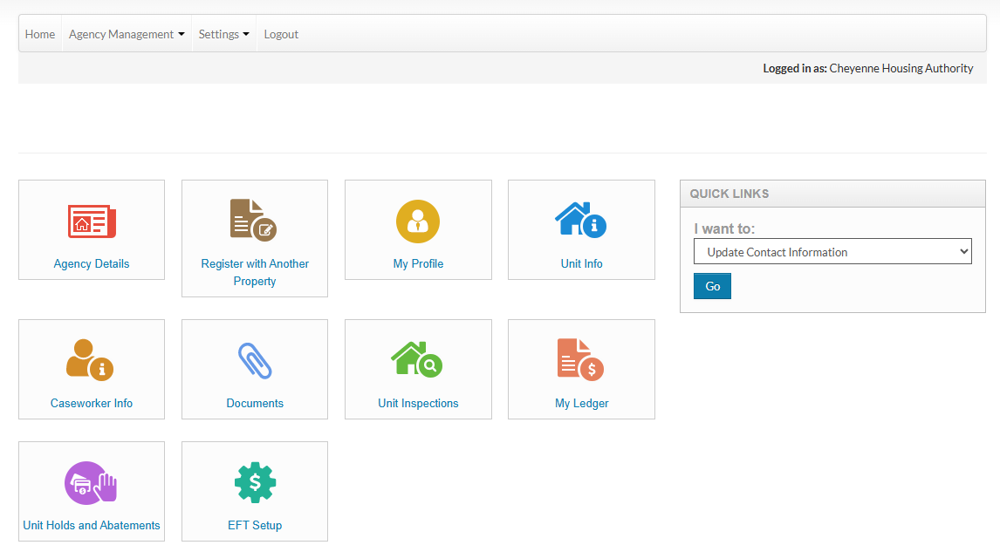 Home Agency Management Settings Logout
Logged in as: Cheyenne Housing Authority
Agency Details
Register with Another
Property
My Profile
Unit Info
QUICK LINKS
I want to:
Update Contact Information
Go
Caseworker Info
Documents
Unit Inspections
My Ledger
Unit Holds and Abatements
EFT Setup